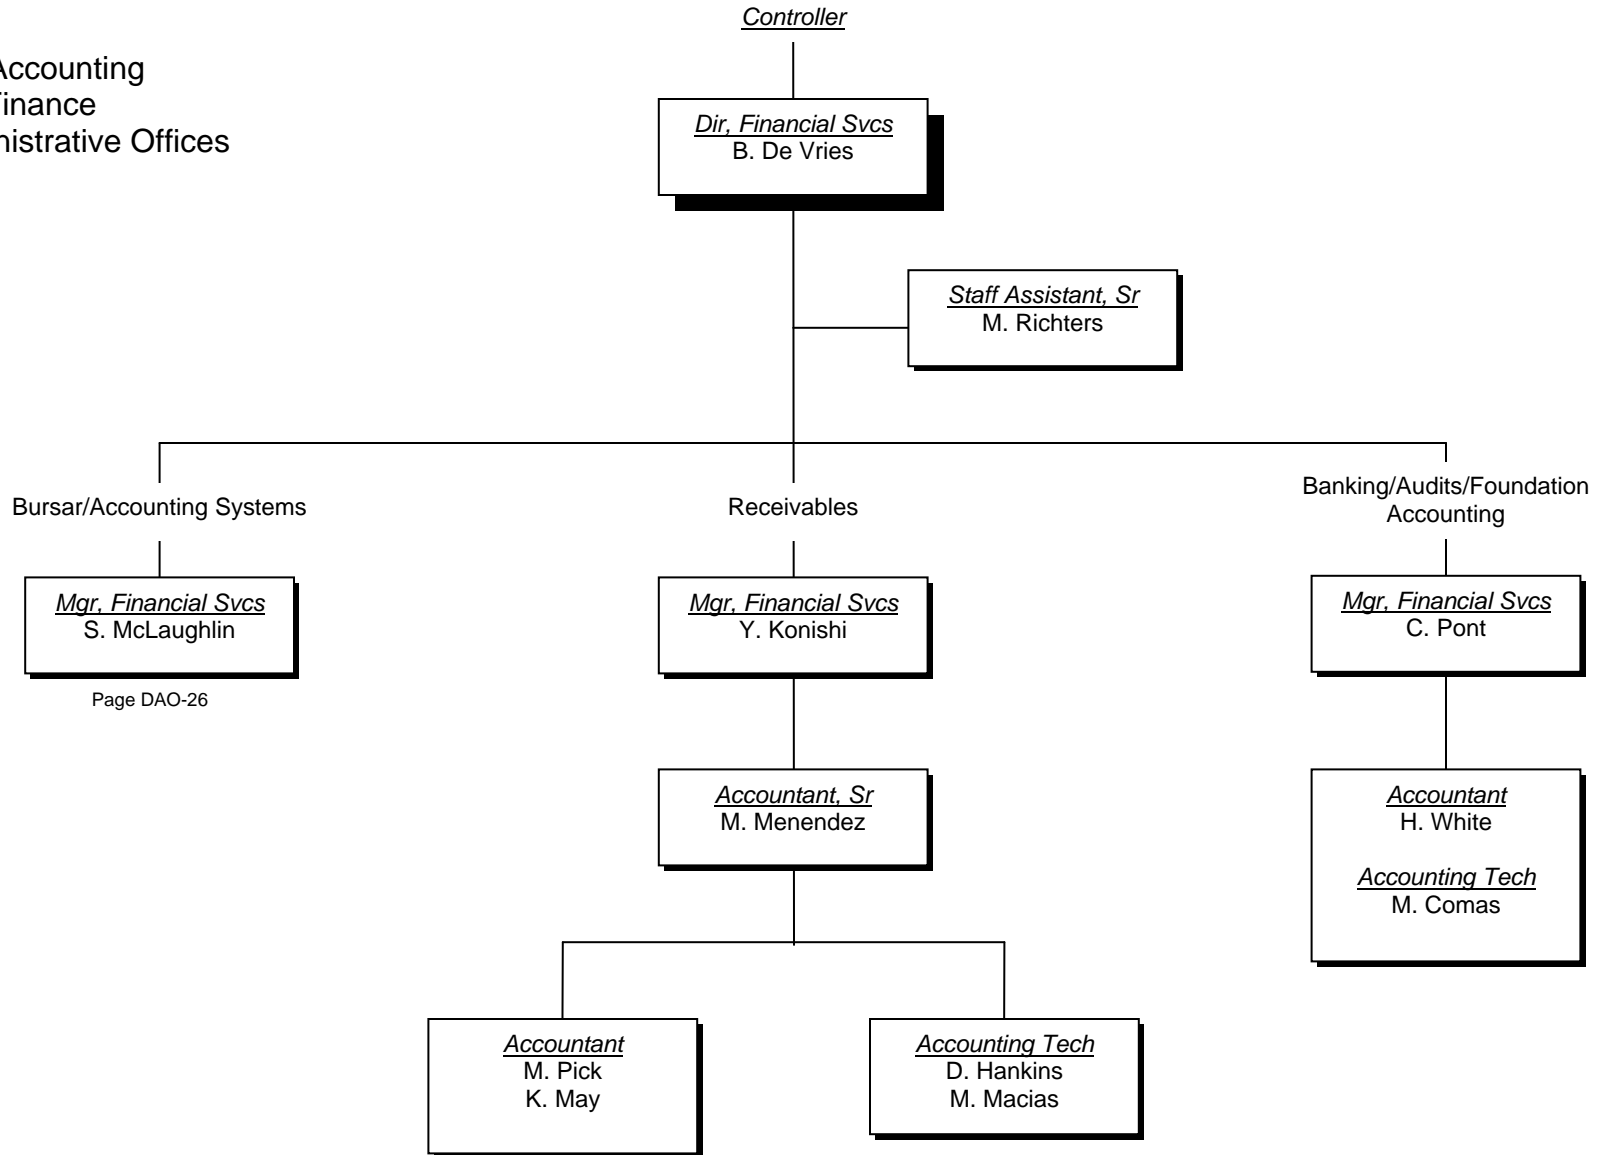 Controller
Accounting
Finance
nistrative Offices
Dir, Financial Svcs
B. De Vries
Staff Assistant, Sr
M. Richters
Bursar/Accounting Systems
Receivables
Banking/Audits/Foundation
Accounting
Mgr, Financial Svcs
S. McLaughlin
Page DAO-26
Mgr, Financial Svcs
Y. Konishi
Mgr, Financial Svcs
C. Pont
Accountant, Sr
M. Menendez
Accountant
H. White
Accounting Tech
M. Comas
Accountant
M. Pick
K. May
Accounting Tech
D. Hankins
M. Macias